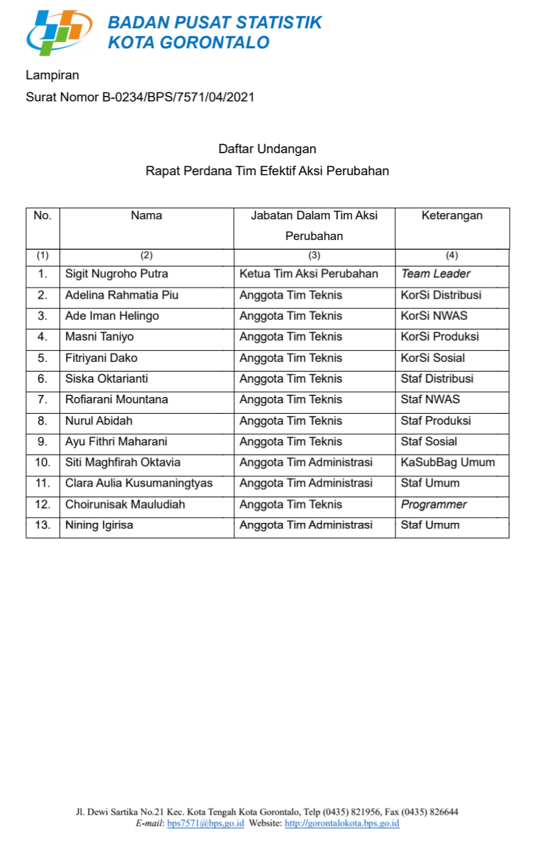 BADAN PUSAT STATISTIK
KOTA GORONTALO
Lampiran
Surat Nomor B-0234/BPS/7571/04/2021
Daftar Undangan
Rapat Perdana Tim Efektif Aksi Perubahan
No. Nama Jabatan Dalam Tim Aksi Perubahan Keterangan
(1) (2) (3) (4)
1. Sigit Nugroho Putra Ketua Tim Aksi Perubahan Team Leader
2. Adelina Rahmatia Piu Anggota Tim Teknis KorSi Distribusi
3. Ade Iman Helingo Anggota Tim Teknis KorSi NWAS
4. Masni Taniyo Anggota Tim Teknis KorSi Produksi
5. Fitriyani Dako Anggota Tim Teknis KorSi Sosial
6. Siska Oktarianti Anggota Tim Teknis Staf Distribusi
7. Rofiarani Mountana Anggota Tim Teknis Staf NWAS
8. Nurul Abidah Anggota Tim Teknis Staf Produksi
9. Ayu Fithri Maharani Anggota Tim Teknis Staf Sosial
10. Siti Maghfirah Oktavia Anggota Tim Administrasi KaSubBag Umum
11. Clara Aulia Kusumaningtyas Anggota Tim Administrasi Staf Umum
12. Choirunisak Mauludiah Anggota Tim Teknis Programmer
13. Nining Igirisa Anggota Tim Administrasi Staf Umum
Jl. Dewi Sartika No.21 Kec. Kota Tengah Kota Gorontalo, Telp (0435) 821956, Fax (0435) 826644
E-mail: bps7571@bps.go.id Website: http://gorontalokota.bps.go.id